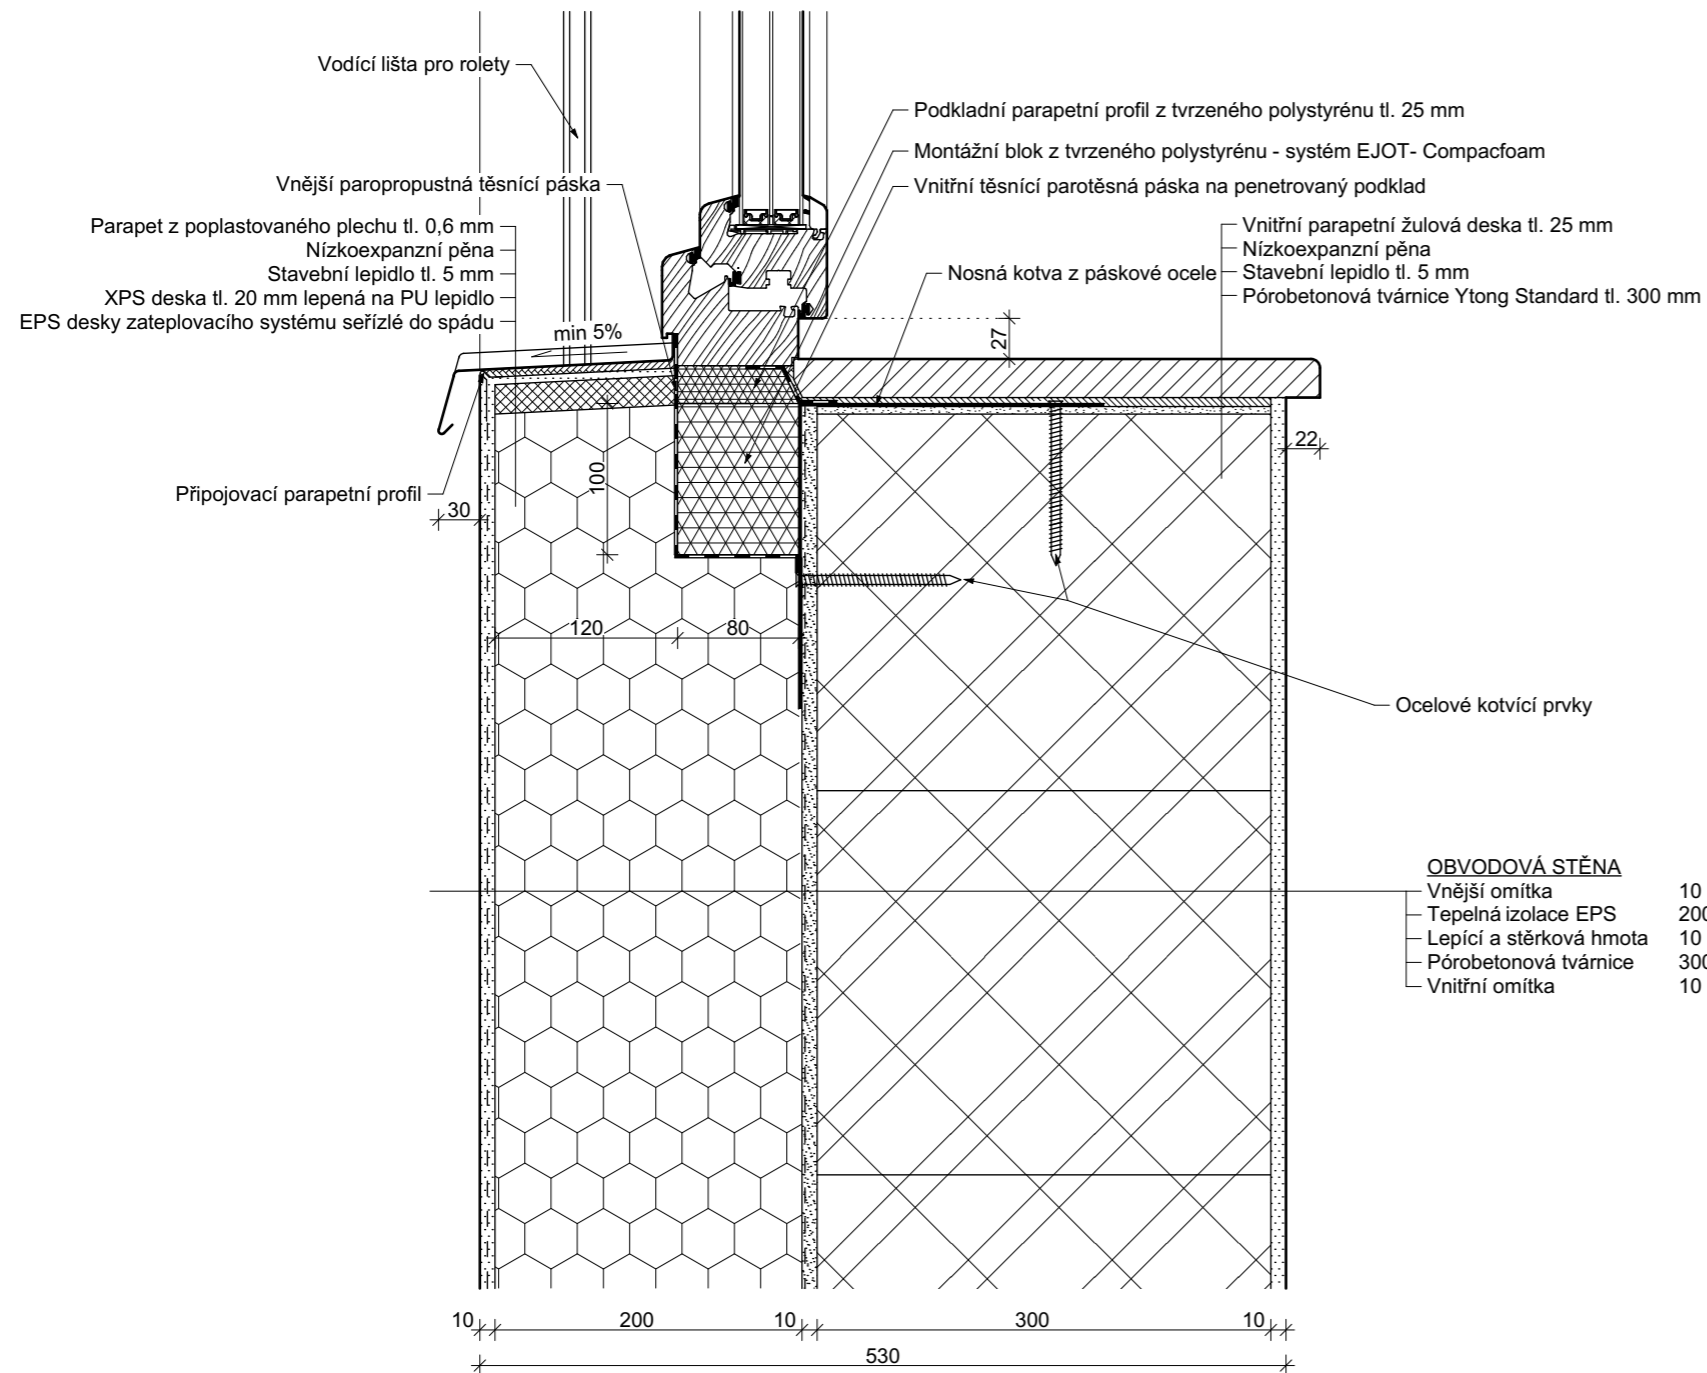 Vodící lišta pro rolety
Vnější paropropustná těsnící páska
Parapet z poplastovaného plechu tl. 0,6 mm
Nízkoexpanzní pěna
Stavební lepidlo tl. 5 mm
XPS deska tl. 20 mm lepená na PU lepidlo
EPS desky zateplovacího systému seřízlé do spádu
min 5%
Připojovací parapetní profil
Podkladní parapetní profil z tvrzeného polystyrénu tl. 25 mm
Montážní blok z tvrzeného polystyrénu - systém EJOT- Compacfoam
Vnitřní těsnící parotěsná páska na penetrovaný podklad
Nosná kotva z páskové ocele
Vnitřní parapetní žulová deska tl. 25 mm
Nízkoexpanzní pěna
Stavební lepidlo tl. 5 mm
Pórobetonová tvárnice Ytong Standard tl. 300 mm
27
22
30
100
120
80
Ocelové kotvící prvky
OBVODOVÁ STĚNA
Vnější omítka 10
Tepelná izolace EPS 200
Lepící a stěrková hmota 10
Pórobetonová tvárnice 300
Vnitřní omítka 10
10 200 10 300 10
530